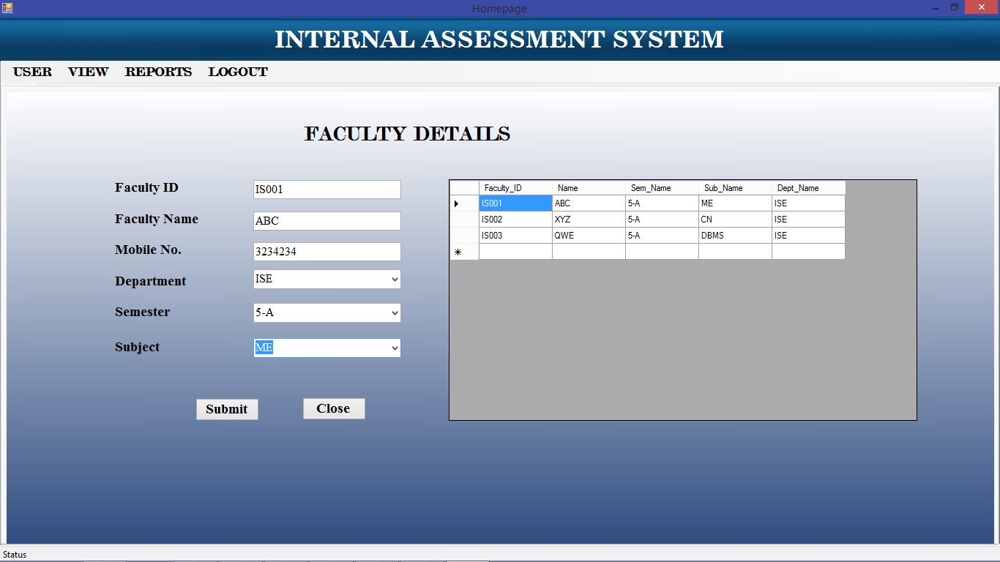 Homepage
INTERNAL ASSESSMENT SYSTEM
USER VIEW REPORTS LOGOUT
FACULTY DETAILS
Faculty ID IS001
Faculty Name ABC
Mobile No. 3234234
Department ISE
Semester 5-A
Subject ME
Submit Close
Faculty_ID Name Sem_Name Sub_Name Dept_Name
IS001 ABC 5-A ME ISE
IS002 XYZ 5-A CN ISE
IS003 QWE 5-A DBMS ISE
Status